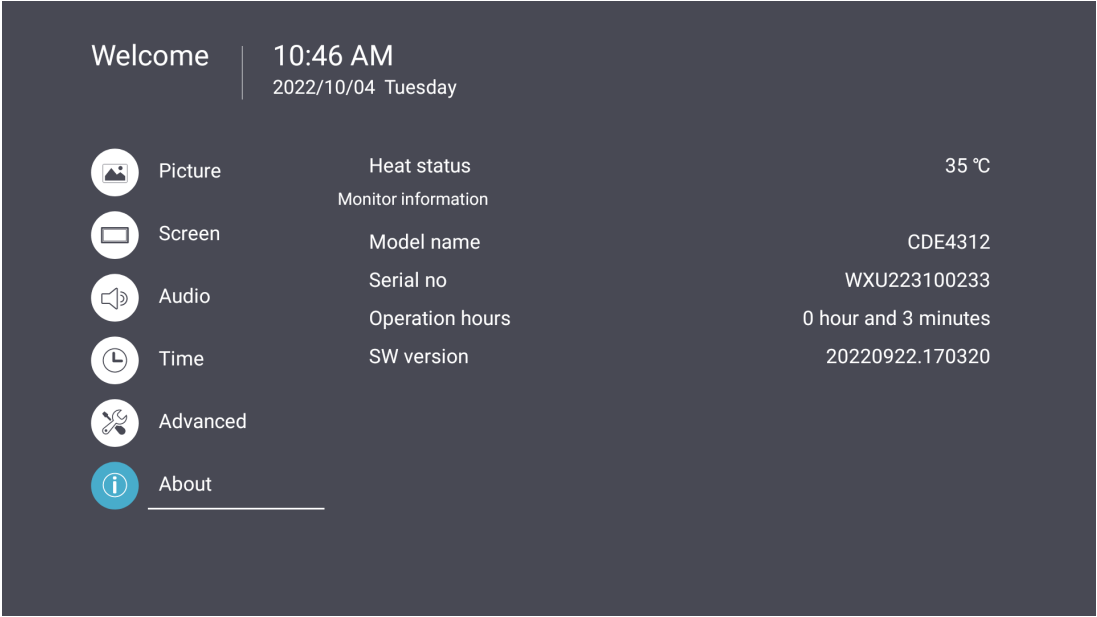 Welcome
10:46 AM
2022/10/04 Tuesday
Picture
Screen
Audio
Time
Advanced
About
Heat status 35 ℃
Monitor information
Model name CDE4312
Serial no WXU223100233
Operation hours 0 hour and 3 minutes
SW version 20220922.170320